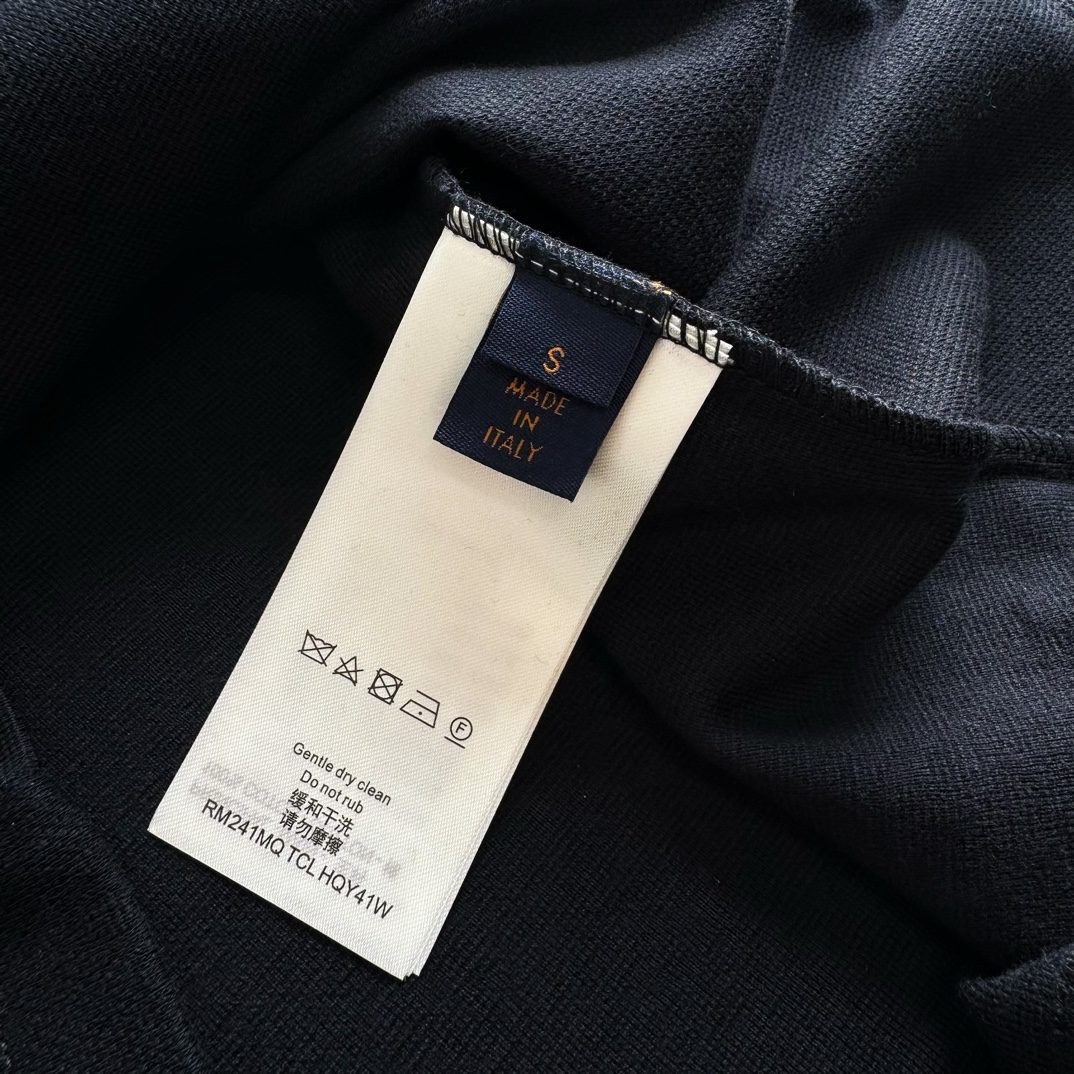 S
MADE
IN
ITALY
F
Gentle dry clean
Do not rub
缓和干洗
请勿摩擦
RM241MQ TCL HQY41W